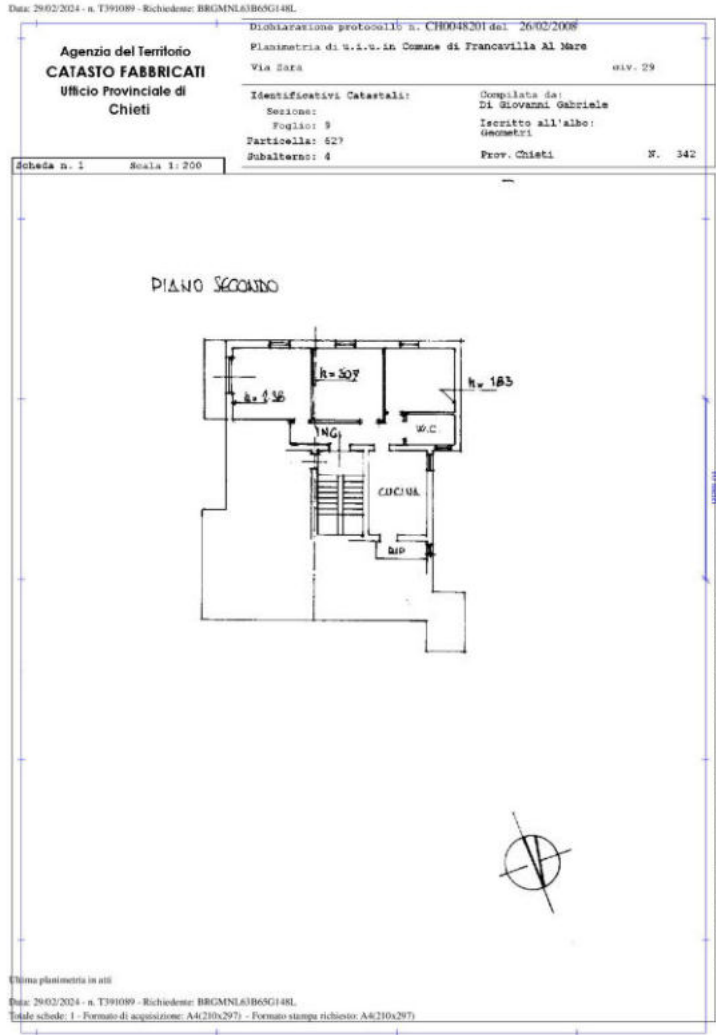 Data: 29/02/2024 - n. T391089 - Richiedente: BRGMNL63B65G148L
Agenzia del Territorio
CATASTO FABBRICATI
Ufficio Provinciale di
Chieti
Dichiarazione protocollo n. CH0048201 del 26/02/2008
Planimetria di u.i.u. in Comune di Francavilla Al Mare
Via Zara
civ. 29
Identificativi Catastali:
Sezione:
Foglio: 9
Particella: 627
Subalterno: 4
Compilata da:
Di Giovanni Gabriele
Iscritto all'albo:
Geometri
Prov. Chieti
N. 342
Scheda n. 1
Scala 1:200
PIANO SECONDO
h= 307
h= 183
W.C.
ING.
CUCINA
RIP
Ultima planimetria in atti
Data: 29/02/2024 - n. T391089 - Richiedente: BRGMNL63B65G148L
Totale schede: 1 - Formato di acquisizione: A4(210x297) - Formato stampa richiesto: A4(210x297)